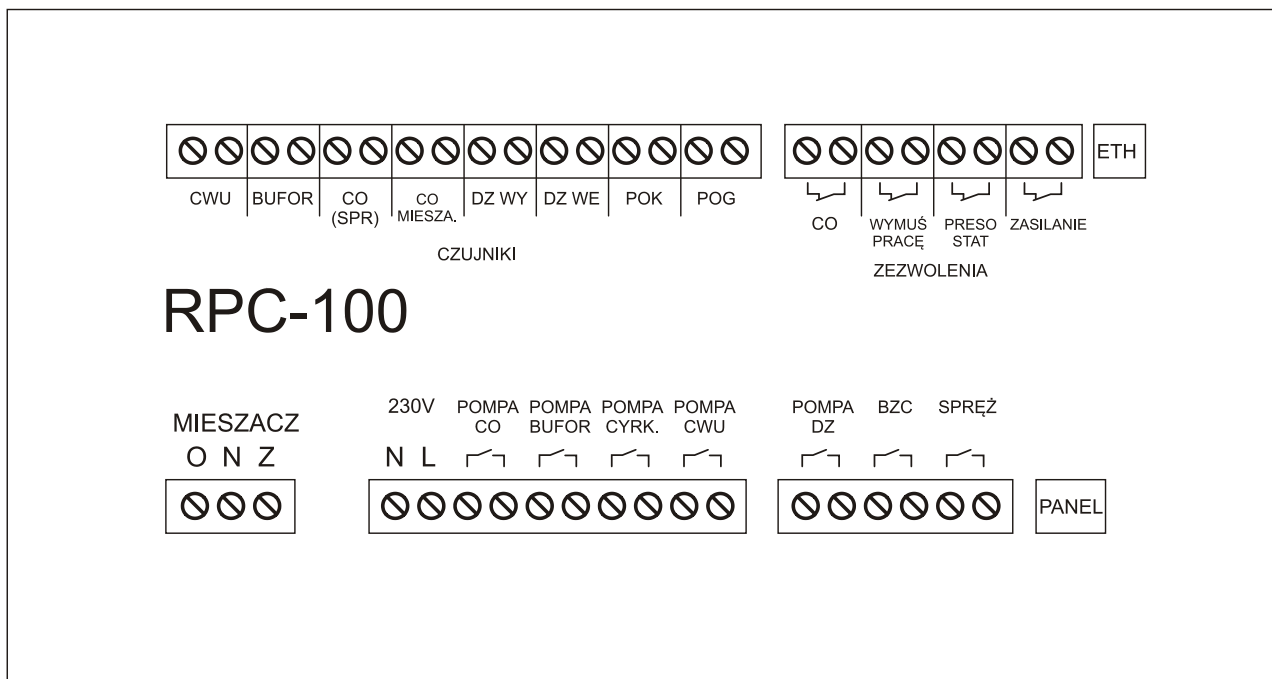 ETH
CWU BUFOR CO DZ WY DZ WE POK POG
(SPR)
CO
MIESZA.
CZUJNIKI
CO WYMUŚ PRESO ZASILANIE
PRACĘ STAT
ZEZWOLENIA
RPC-100
MIESZACZ
O N Z
230V POMPA POMPA POMPA POMPA
CO BUFOR CYRK. CWU
N L
POMPA BZC SPRĘŻ
DZ
PANEL